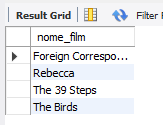 Result Grid Filter
nome_film
Foreign Correspo...
Rebecca
The 39 Steps
The Birds